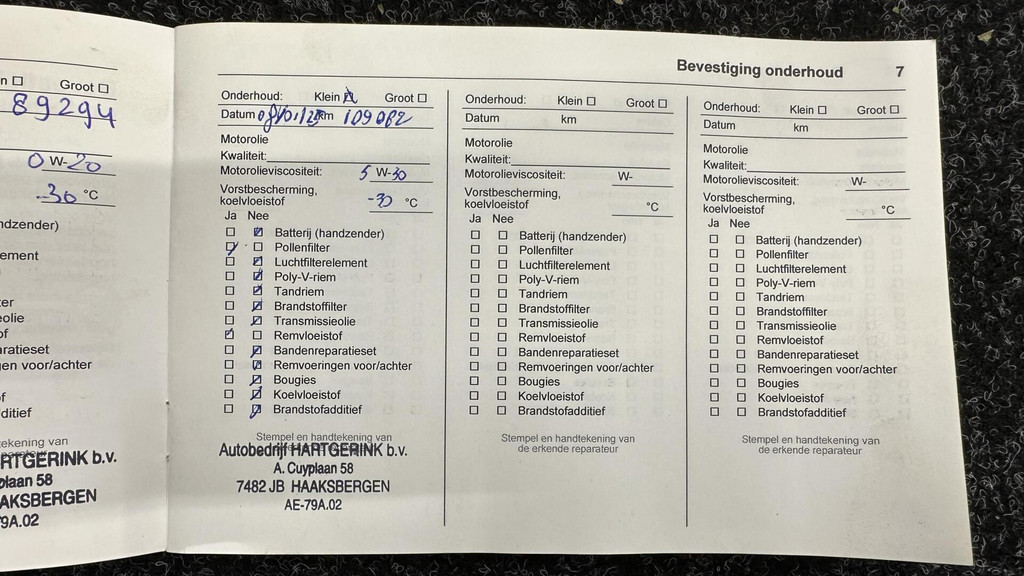 n ☐ Groot ☐
89294
0 W-20
-30 °C
ndzender)
ement
er
olie
of
aratieset
en voor/achter
f
ditief
tekening van
parateur
RTGERINK b.v.
plaan 58
AKSBERGEN
79A.02
Bevestiging onderhoud 7
Onderhoud: Klein ☑ Groot ☐
Datum km 109082
Motorolie
Kwaliteit:
Motorolieviscositeit: 5 W-30
Vorstbescherming,
koelvloeistof -30 °C
Ja Nee
☐ ☑ Batterij (handzender)
☑ ☐ Pollenfilter
☐ ☑ Luchtfilterelement
☐ ☑ Poly-V-riem
☐ ☑ Tandriem
☐ ☑ Brandstoffilter
☐ ☑ Transmissieolie
☑ ☐ Remvloeistof
☐ ☑ Bandenreparatieset
☐ ☑ Remvoeringen voor/achter
☐ ☑ Bougies
☐ ☑ Koelvloeistof
☐ ☑ Brandstofadditief
Stempel en handtekening van
Autobedrijf HARTGERINK b.v.
A. Cuyplaan 58
7482 JB HAAKSBERGEN
AE-79A.02
Onderhoud: Klein ☐ Groot ☐
Datum km
Motorolie
Kwaliteit:
Motorolieviscositeit: W-
Vorstbescherming,
koelvloeistof °C
Ja Nee
☐ ☐ Batterij (handzender)
☐ ☐ Pollenfilter
☐ ☐ Luchtfilterelement
☐ ☐ Poly-V-riem
☐ ☐ Tandriem
☐ ☐ Brandstoffilter
☐ ☐ Transmissieolie
☐ ☐ Remvloeistof
☐ ☐ Bandenreparatieset
☐ ☐ Remvoeringen voor/achter
☐ ☐ Bougies
☐ ☐ Koelvloeistof
☐ ☐ Brandstofadditief
Stempel en handtekening van
de erkende reparateur
Onderhoud: Klein ☐ Groot ☐
Datum km
Motorolie
Kwaliteit:
Motorolieviscositeit: W-
Vorstbescherming,
koelvloeistof °C
Ja Nee
☐ ☐ Batterij (handzender)
☐ ☐ Pollenfilter
☐ ☐ Luchtfilterelement
☐ ☐ Poly-V-riem
☐ ☐ Tandriem
☐ ☐ Brandstoffilter
☐ ☐ Transmissieolie
☐ ☐ Remvloeistof
☐ ☐ Bandenreparatieset
☐ ☐ Remvoeringen voor/achter
☐ ☐ Bougies
☐ ☐ Koelvloeistof
☐ ☐ Brandstofadditief
Stempel en handtekening van
de erkende reparateur